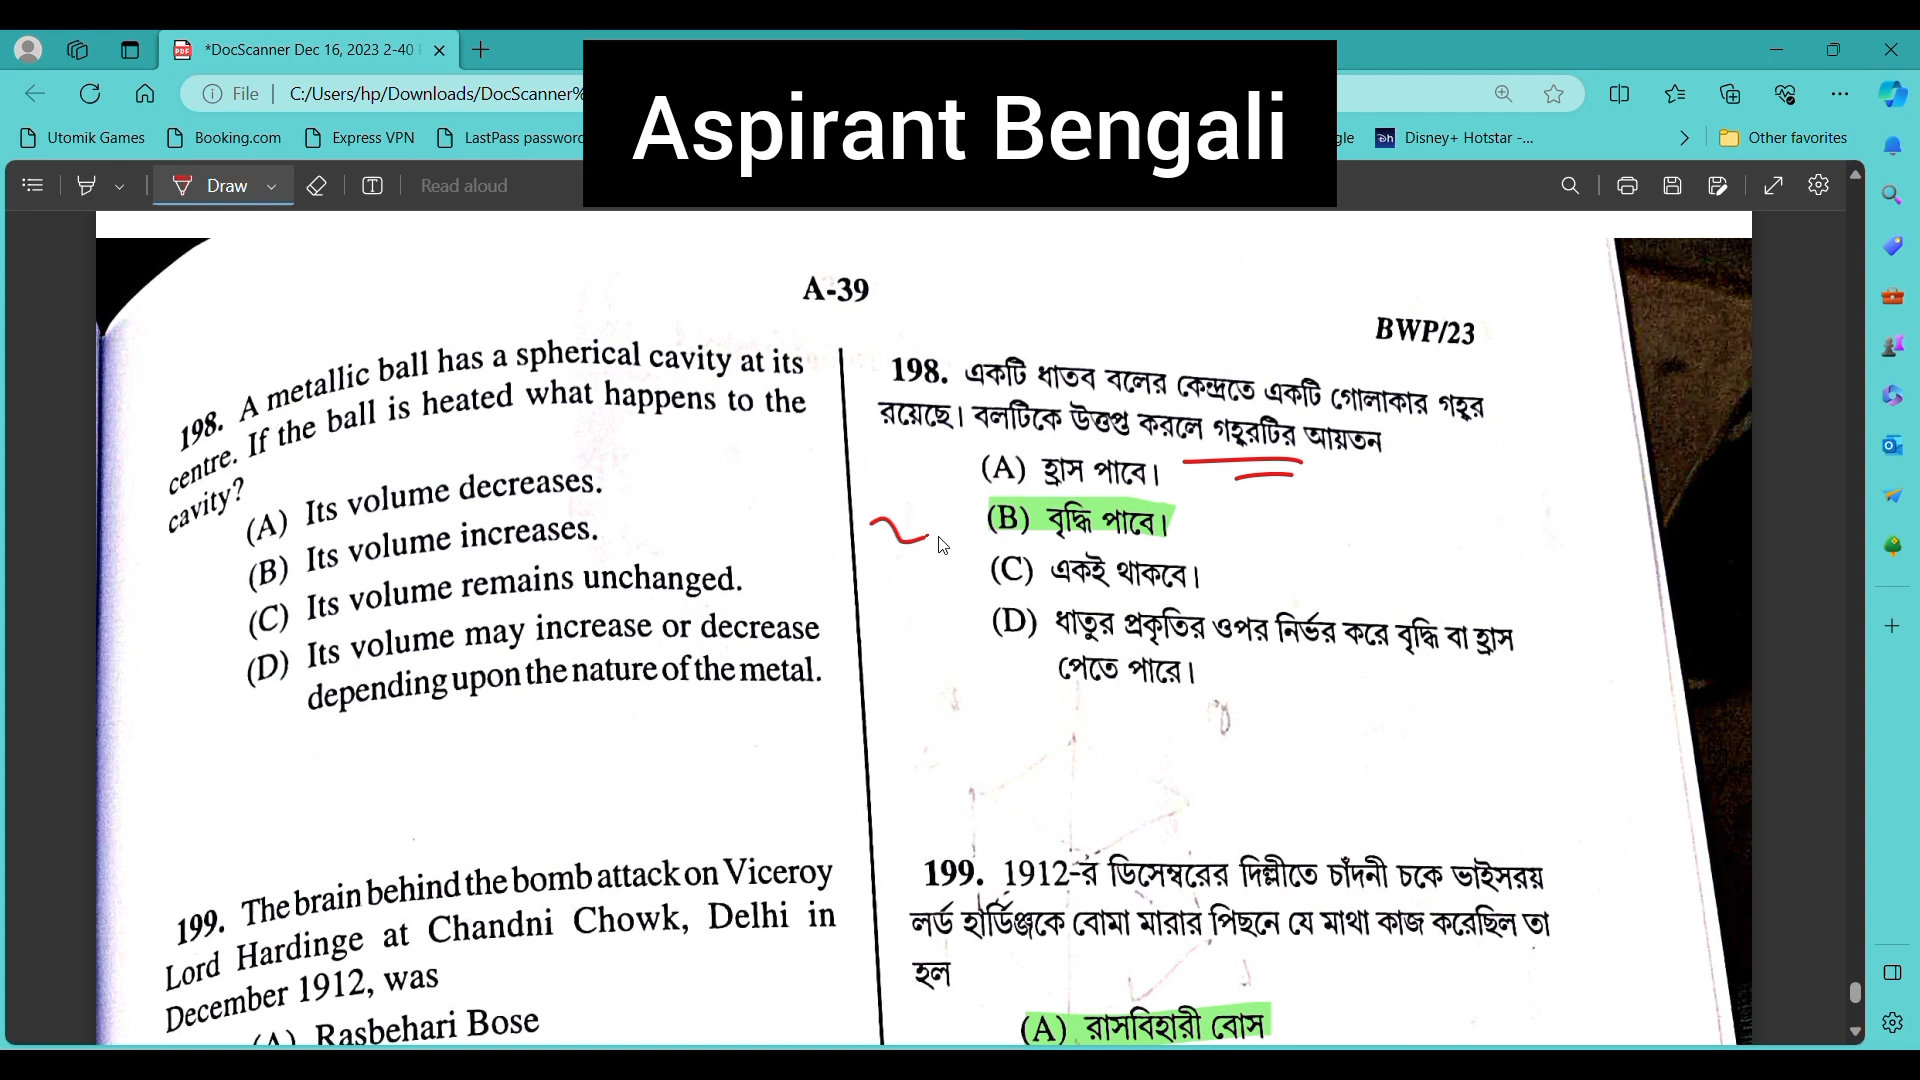 *DocScanner Dec 16, 2023 2-40
File
C:/Users/hp/Downloads/DocScanner%
Utomik Games
Booking.com
Express VPN
LastPass password
Disney+ Hotstar -...
Other favorites
Aspirant Bengali
Draw
Read aloud
A-39
BWP/23
198. A metallic ball has a spherical cavity at its
centre. If the ball is heated what happens to the
cavity?
(A) Its volume decreases.
(B) Its volume increases.
(C) Its volume remains unchanged.
(D) Its volume may increase or decrease
depending upon the nature of the metal.
199. The brain behind the bomb attack on Viceroy
Lord Hardinge at Chandni Chowk, Delhi in
December 1912, was
(A) Rasbehari Bose
198. একটি ধাতব বলের কেন্দ্রতে একটি গোলাকার গহ্বর
রয়েছে। বলটিকে উত্তপ্ত করলে গহ্বরটির আয়তন
(A) হ্রাস পাবে।
(B) বৃদ্ধি পাবে।
(C) একই থাকবে।
(D) ধাতুর প্রকৃতির ওপর নির্ভর করে বৃদ্ধি বা হ্রাস
পেতে পারে।
199. 1912-র ডিসেম্বরের দিল্লীতে চাঁদনী চকে ভাইসরয়
লর্ড হার্ডিঞ্জকে বোমা মারার পিছনে যে মাথা কাজ করেছিল তা
হল
(A) রাসবিহারী বোস